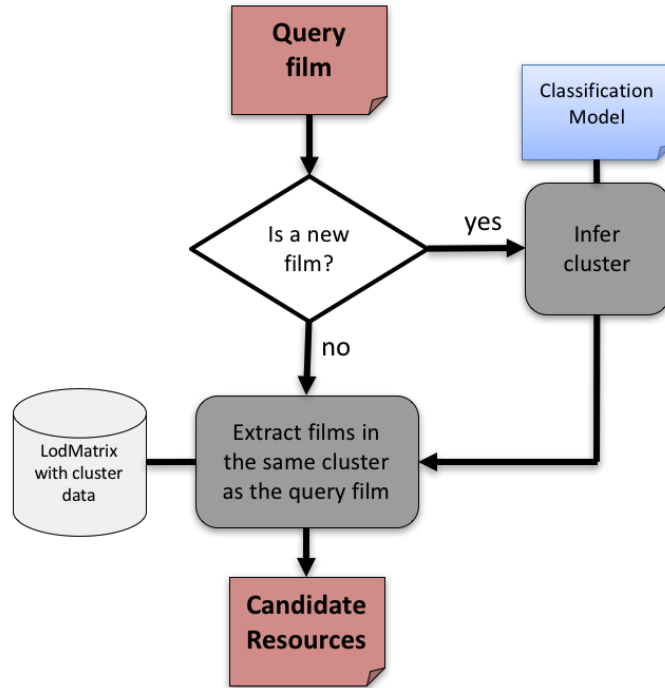 Query
film
Classification
Model
Is a new
film?
yes
Infer
cluster
no
LodMatrix
with cluster
data
Extract films in
the same cluster
as the query film
Candidate
Resources